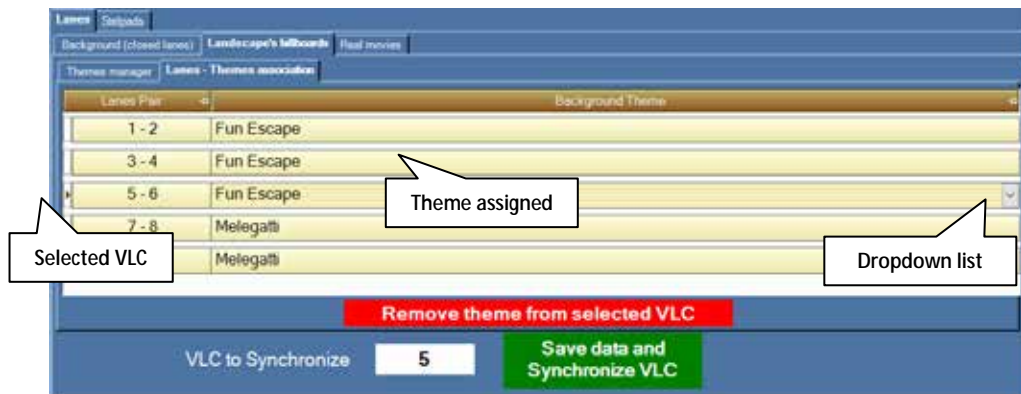 Lanes Setpads
Background (closed lanes) Landscape's billboards Real movies
Themes manager Lanes - Themes association
Lanes Pair Background Theme
1 - 2 Fun Escape
3 - 4 Fun Escape
5 - 6 Fun Escape
Theme assigned
7 - 8 Melegatti
Selected VLC
Melegatti
Dropdown list
Remove theme from selected VLC
VLC to Synchronize 5 Save data and
Synchronize VLC